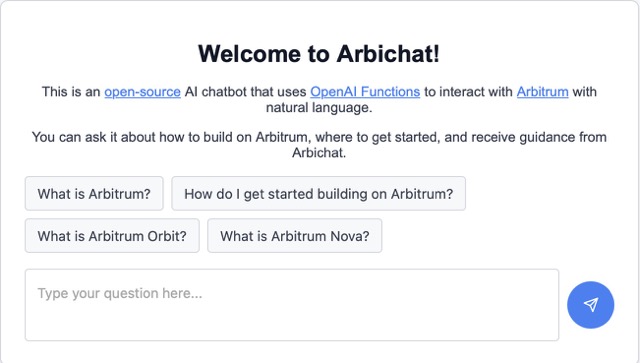 Welcome to Arbichat!
This is an open-source AI chatbot that uses OpenAI Functions to interact with Arbitrum with
natural language.
You can ask it about how to build on Arbitrum, where to get started, and receive guidance from
Arbichat.
What is Arbitrum?
How do I get started building on Arbitrum?
What is Arbitrum Orbit?
What is Arbitrum Nova?
Type your question here...